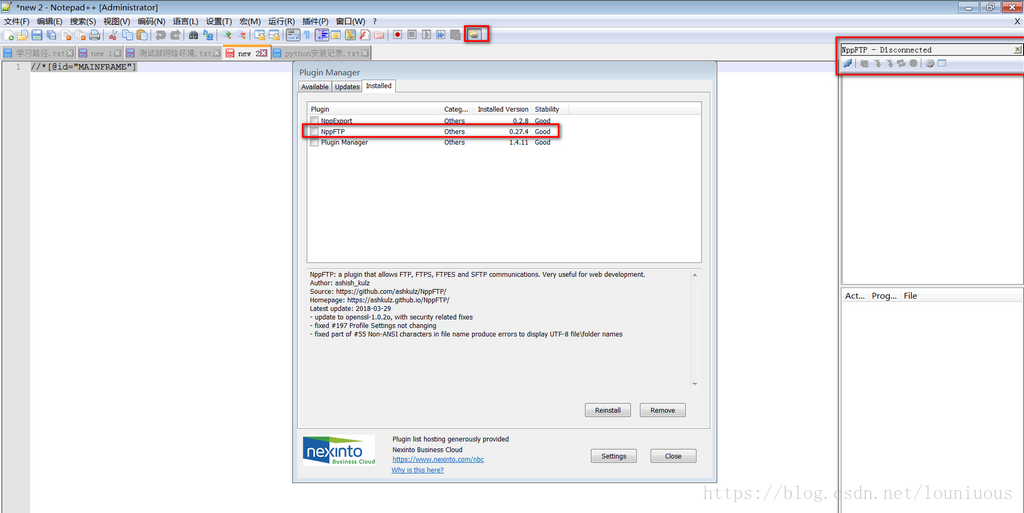 *new 2 - Notepad++ [Administrator]
文件(F) 编辑(E) 搜索(S) 视图(V) 编码(N) 语言(L) 设置(T) 宏(M) 运行(R) 插件(P) 窗口(W) ?
X
学习路径.txt new 1 测试部网络环境.txt new 2 python安装记录.txt
NppFTP - Disconnected
1 //*[@id="MAINFRAME"]
Plugin Manager
Available Updates Installed
Plugin Categ... Installed Version Stability
NppExport Others 0.2.8 Good
NppFTP Others 0.27.4 Good
Plugin Manager Others 1.4.11 Good
NppFTP: a plugin that allows FTP, FTPS, FTPES and SFTP communications. Very useful for web development.
Author: ashish_kulz
Source: https://github.com/ashkulz/NppFTP/
Homepage: https://ashkulz.github.io/NppFTP/
Latest update: 2018-03-29
- update to openssl-1.0.2o, with security related fixes
- fixed #197 Profile Settings not changing
- fixed part of #55 Non-ANSI characters in file name produce errors to display UTF-8 file\folder names
Act... Prog... File
Reinstall Remove
nexinto
Business Cloud
Plugin list hosting generously provided
Nexinto Business Cloud
https://www.nexinto.com/nbc
Why is this here?
Settings Close
https://blog.csdn.net/louniuous